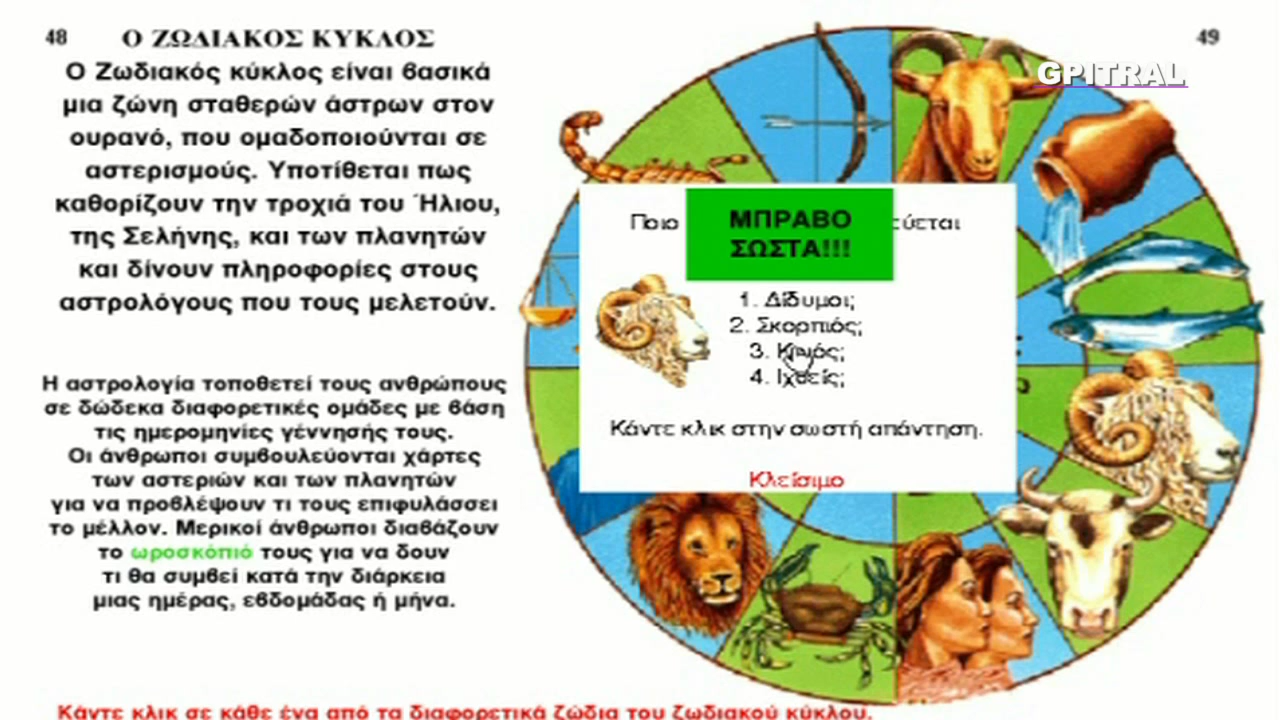 48
Ο ΖΩΔΙΑΚΟΣ ΚΥΚΛΟΣ
49
GPITRAL
Ο Ζωδιακός κύκλος είναι βασικά
μια ζώνη σταθερών άστρων στον
ουρανό, που ομαδοποιούνται σε
αστερισμούς. Υποτίθεται πως
καθορίζουν την τροχιά του Ήλιου,
της Σελήνης, και των πλανητών
και δίνουν πληροφορίες στους
αστρολόγους που τους μελετούν.
Η αστρολογία τοποθετεί τους ανθρώπους
σε δώδεκα διαφορετικές ομάδες με βάση
τις ημερομηνίες γέννησής τους.
Οι άνθρωποι συμβουλεύονται χάρτες
των αστεριών και των πλανητών
για να προβλέψουν τι τους επιφυλάσσει
το μέλλον. Μερικοί άνθρωποι διαβάζουν
το ωροσκόπιό τους για να δουν
τι θα συμβεί κατά την διάρκεια
μιας ημέρας, εβδομάδας ή μήνα.
Ποιο
ΜΠΡΑΒΟ
ΣΩΣΤΑ!!!
1. Δίδυμοι;
2. Σκορπιός;
3. Κριός;
4. Ιχθείς;
Κάντε κλικ στην σωστή απάντηση.
Κλείσιμο
Κάντε κλικ σε κάθε ένα από τα διαφορετικά ζώδια του ζωδιακού κύκλου.